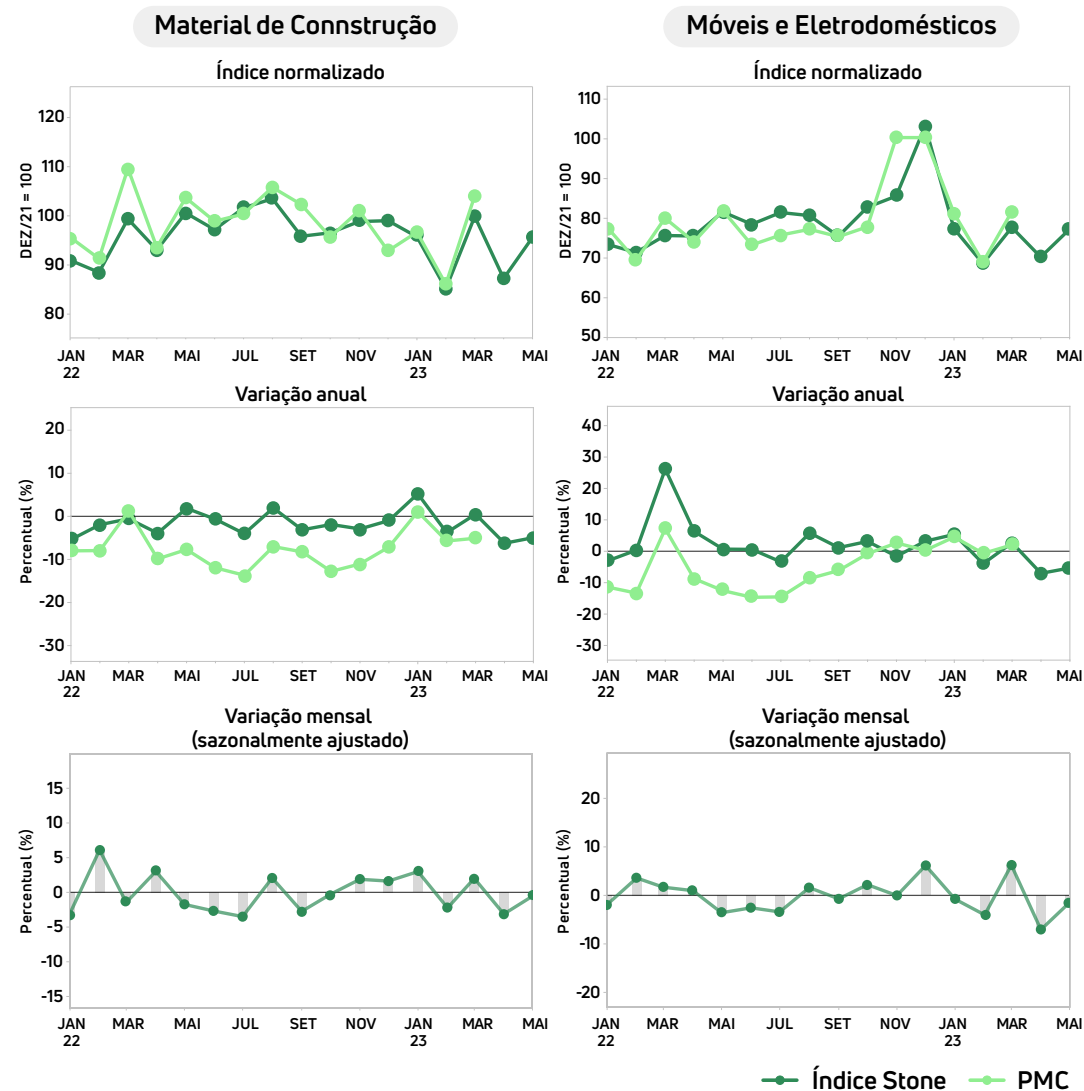 Material de Connstrução
Móveis e Eletrodomésticos
Índice normalizado
DEZ/21 = 100
120
110
100
90
80
JAN MAR MAI JUL SET NOV JAN MAR MAI
22 23
Índice normalizado
DEZ/21 = 100
110
100
90
80
70
60
50
JAN MAR MAI JUL SET NOV JAN MAR MAI
22 23
Variação anual
Percentual (%)
20
10
0
-10
-20
-30
JAN MAR MAI JUL SET NOV JAN MAR MAI
22 23
Variação anual
Percentual (%)
40
30
20
10
0
-10
-20
-30
JAN MAR MAI JUL SET NOV JAN MAR MAI
22 23
Variação mensal
(sazonalmente ajustado)
Percentual (%)
15
10
5
0
-5
-10
-15
JAN MAR MAI JUL SET NOV JAN MAR MAI
22 23
Variação mensal
(sazonalmente ajustado)
Percentual (%)
20
10
0
-10
-20
JAN MAR MAI JUL SET NOV JAN MAR MAI
22 23
Índice Stone PMC